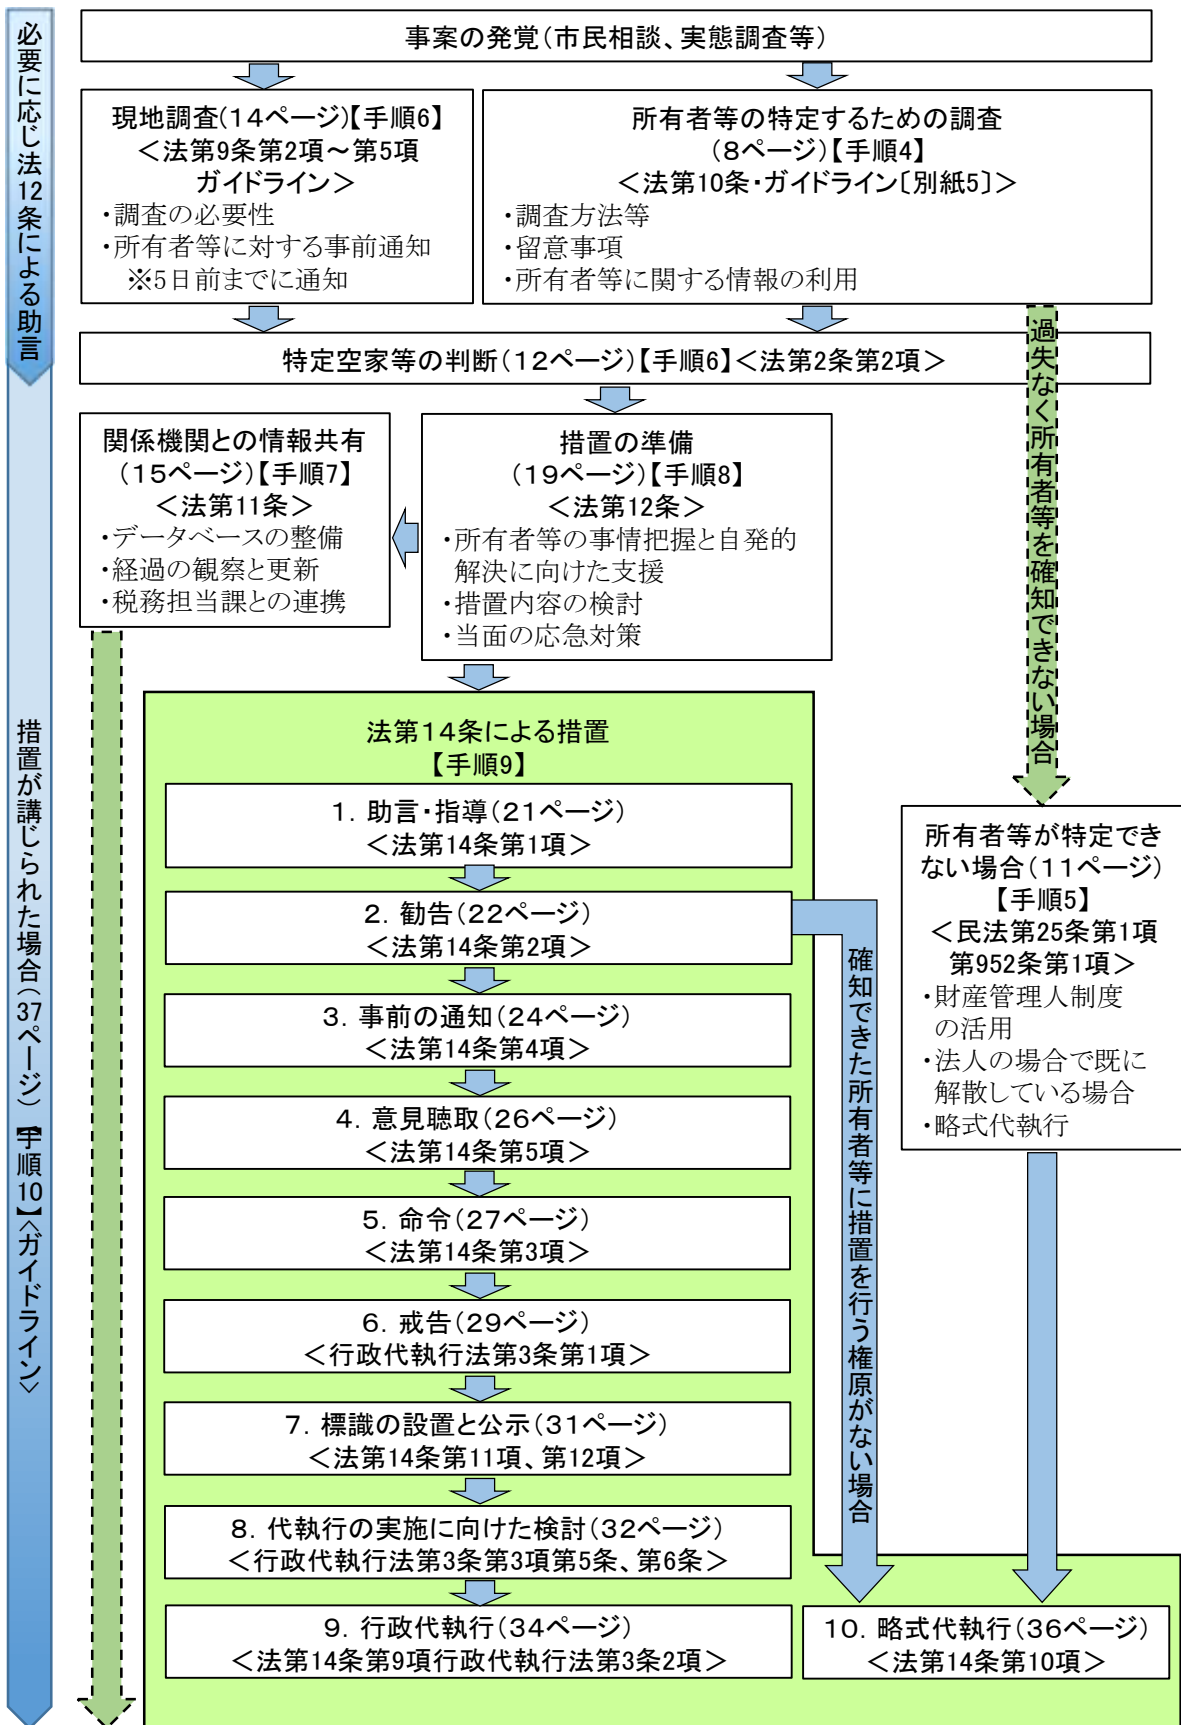 必要に応じ法12条による助言
措置が講じられた場合(37ページ)【手順10】<ガイドライン>
事案の発覚(市民相談、実態調査等)
現地調査(14ページ)【手順6】
<法第9条第2項~第5項
ガイドライン>
・調査の必要性
・所有者等に対する事前通知
※5日前までに通知
所有者等の特定するための調査
(8ページ)【手順4】
<法第10条・ガイドライン〔別紙5〕>
・調査方法等
・留意事項
・所有者等に関する情報の利用
特定空家等の判断(12ページ)【手順6】<法第2条第2項>
過失なく所有者等を確知できない場合
関係機関との情報共有
(15ページ)【手順7】
<法第11条>
・データベースの整備
・経過の観察と更新
・税務担当課との連携
措置の準備
(19ページ)【手順8】
<法第12条>
・所有者等の事情把握と自発的
解決に向けた支援
・措置内容の検討
・当面の応急対策
法第14条による措置
【手順9】
1.助言・指導(21ページ)
<法第14条第1項>
2.勧告(22ページ)
<法第14条第2項>
3.事前の通知(24ページ)
<法第14条第4項>
4.意見聴取(26ページ)
<法第14条第5項>
5.命令(27ページ)
<法第14条第3項>
6.戒告(29ページ)
<行政代執行法第3条第1項>
7.標識の設置と公示(31ページ)
<法第14条第11項、第12項>
8.代執行の実施に向けた検討(32ページ)
<行政代執行法第3条第3項第5条、第6条>
9.行政代執行(34ページ)
<法第14条第9項行政代執行法第3条2項>
確知できた所有者等に措置を行う権原がない場合
所有者等が特定でき
ない場合(11ページ)
【手順5】
<民法第25条第1項
第952条第1項>
・財産管理人制度
の活用
・法人の場合で既に
解散している場合
・略式代執行
10.略式代執行(36ページ)
<法第14条第10項>